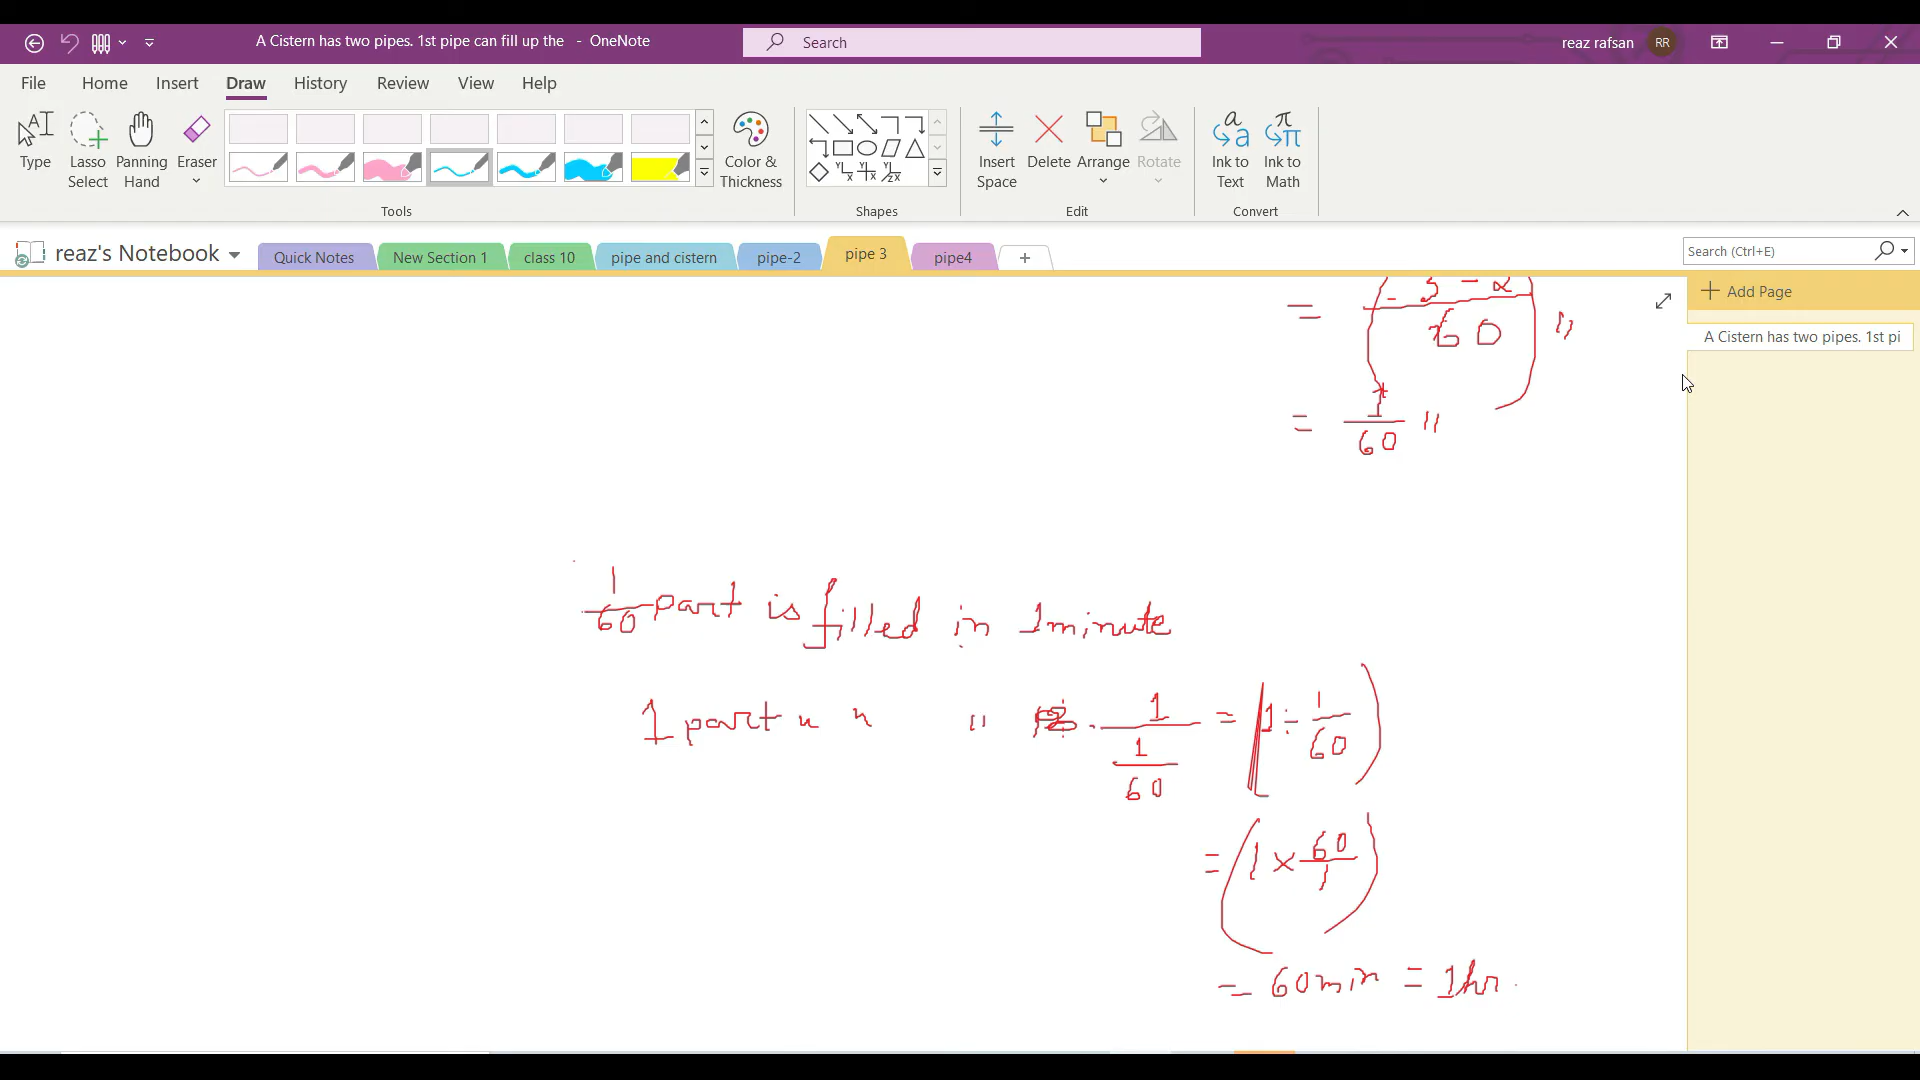 A Cistern has two pipes. 1st pipe can fill up the - OneNote
Search
reaz rafsan RR
File Home Insert Draw History Review View Help
Type
Lasso Select
Panning Hand
Eraser
Color & Thickness
Insert Space
Delete
Arrange
Rotate
Ink to Text
Ink to Math
Tools Shapes Edit Convert
reaz's Notebook
Quick Notes New Section 1 class 10 pipe and cistern pipe-2 pipe 3 pipe4 +
Search (Ctrl+E)
Add Page
A Cistern has two pipes. 1st pi
= (3 - 2 / 60) "
= 1/60 "
1/60 part is filled in 1 minute
1 part " " " 1/(1/60) = (1 ÷ 1/60)
= (1 × 60/1)
= 60 min = 1 hr.